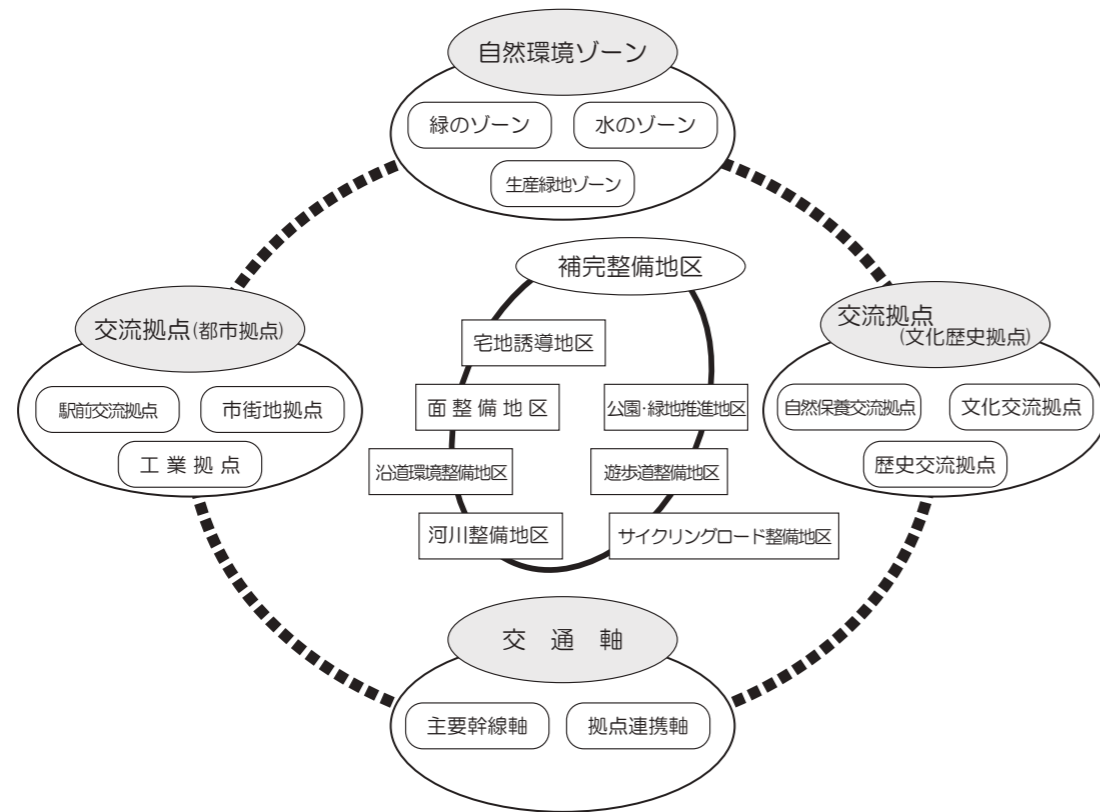 自然環境ゾーン
緑のゾーン
水のゾーン
生産緑地ゾーン
補完整備地区
宅地誘導地区
面整備地区
公園・緑地推進地区
沿道環境整備地区
遊歩道整備地区
河川整備地区
サイクリングロード整備地区
交流拠点(都市拠点)
駅前交流拠点
市街地拠点
工業拠点
交流拠点
(文化歴史拠点)
自然保養交流拠点
文化交流拠点
歴史交流拠点
交通軸
主要幹線軸
拠点連携軸